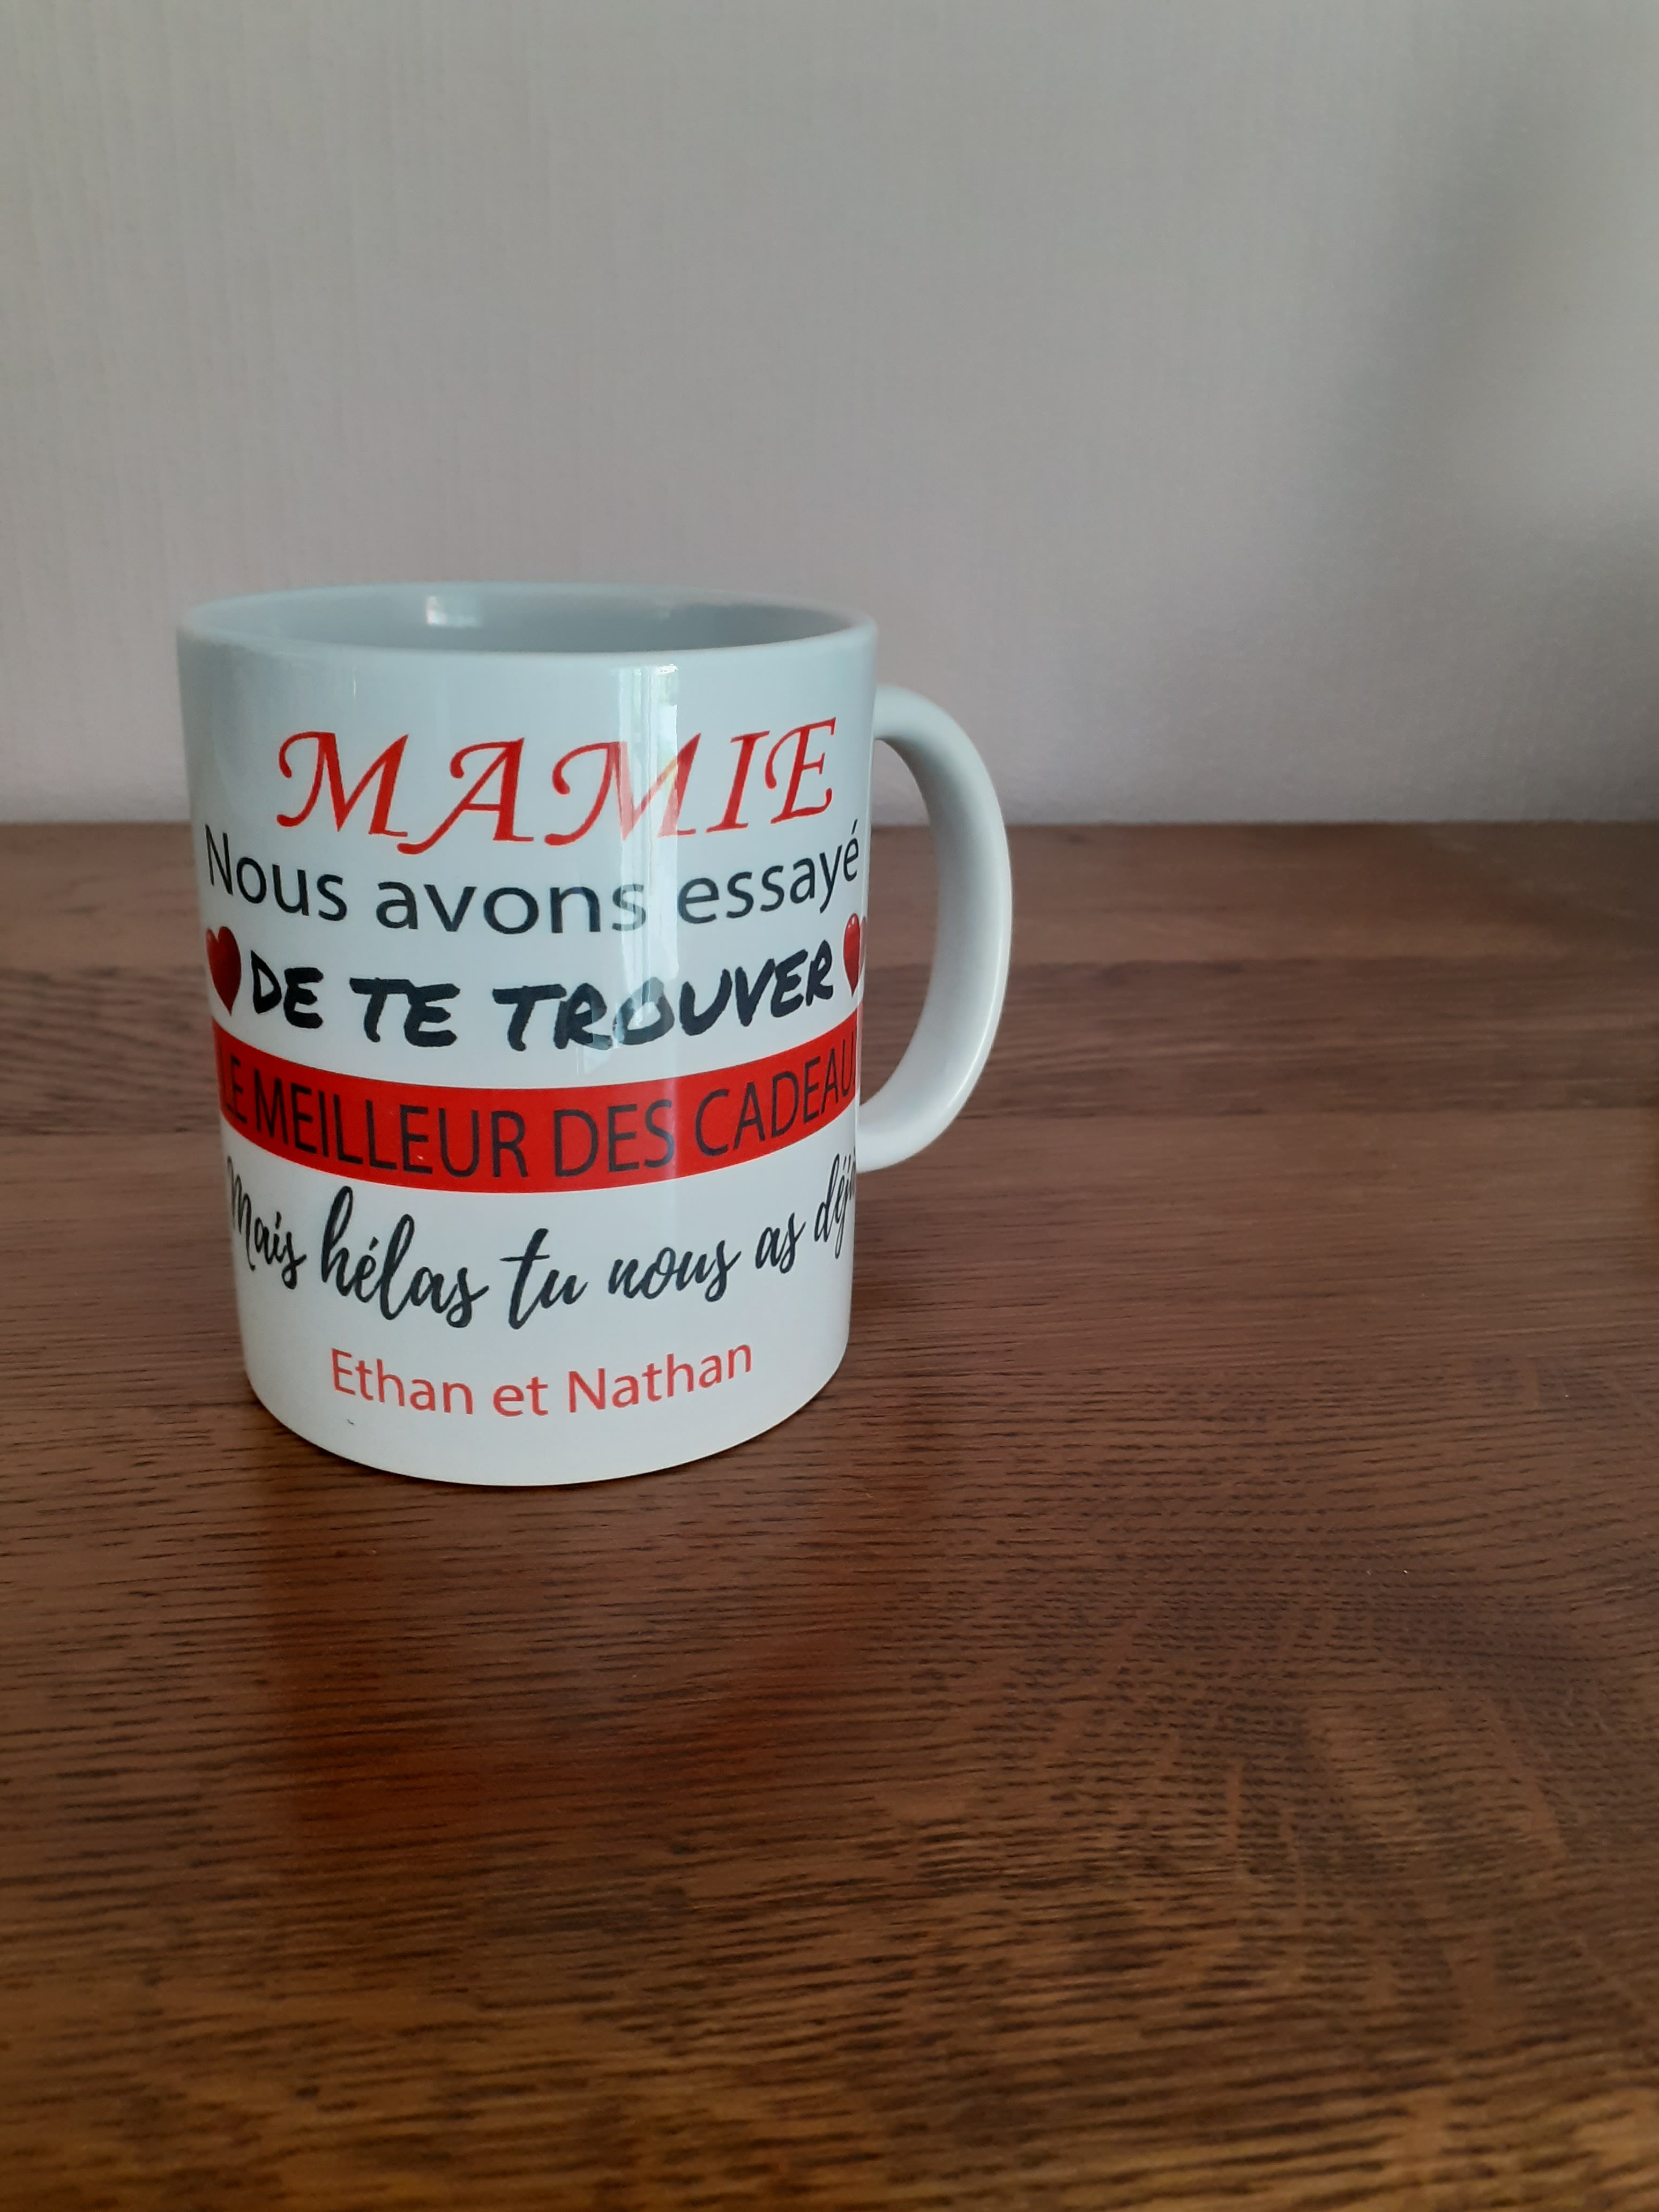 MAMIE
Nous avons essayé
DE TE TROUVER
LE MEILLEUR DES CADEAU
Mais hélas tu nous as déjà
Ethan et Nathan